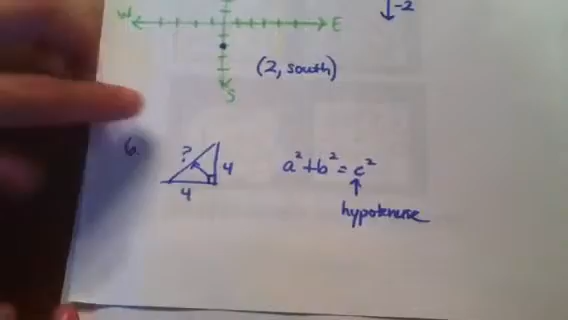 W E
-2
(2, south)
S
6.
? 4 a²+b²=c²
4
hypotenuse